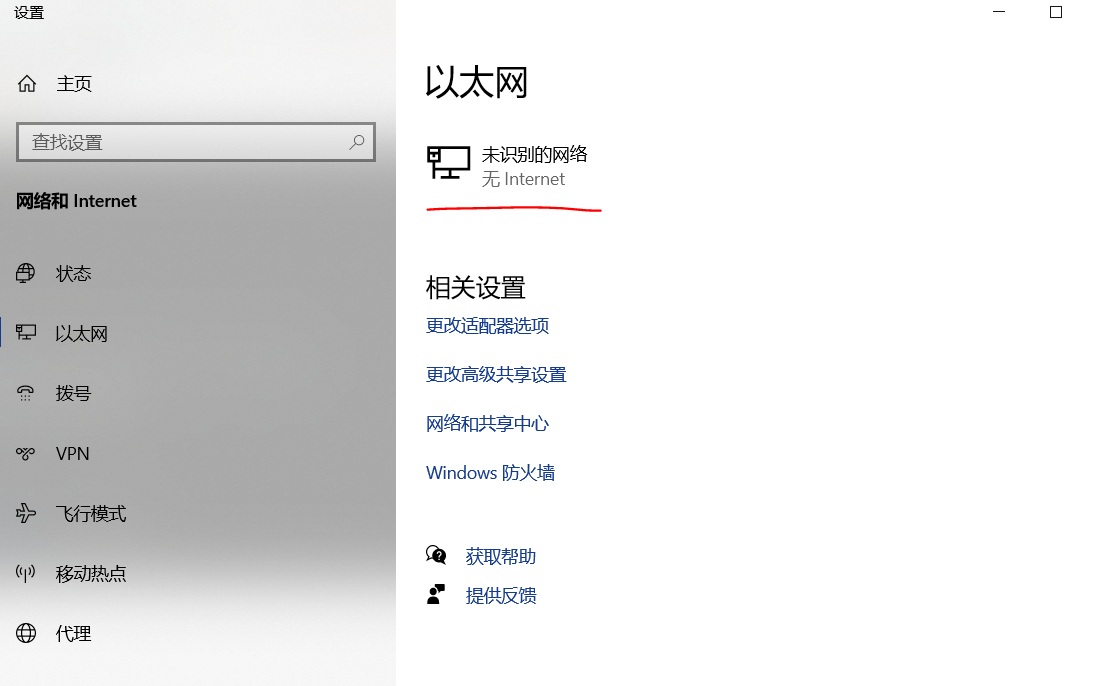 设置
主页
查找设置
网络和 Internet
状态
以太网
拨号
VPN
飞行模式
移动热点
代理
以太网
未识别的网络
无 Internet
相关设置
更改适配器选项
更改高级共享设置
网络和共享中心
Windows 防火墙
获取帮助
提供反馈